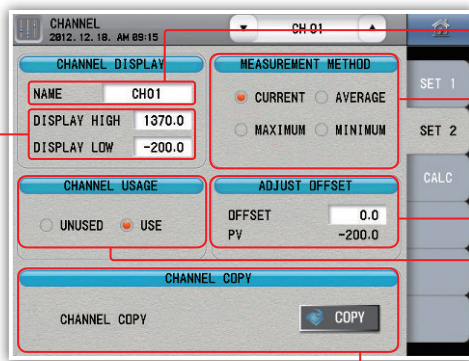 CHANNEL
2012. 12. 18. AM 09:15
CH 01
CHANNEL DISPLAY
NAME CH01
DISPLAY HIGH 1370.0
DISPLAY LOW -200.0
MEASUREMENT METHOD
CURRENT AVERAGE
MAXIMUM MINIMUM
SET 1
SET 2
CALC
CHANNEL USAGE
UNUSED USE
ADJUST OFFSET
OFFSET 0.0
PV -200.0
CHANNEL COPY
CHANNEL COPY COPY